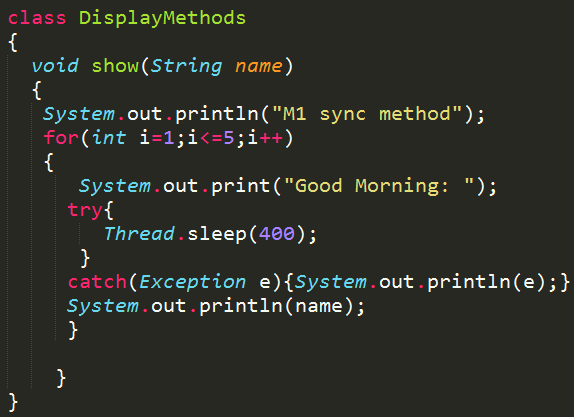 class DisplayMethods
{
void show(String name)
{
System.out.println("M1 sync method");
for(int i=1;i<=5;i++)
{
System.out.print("Good Morning: ");
try{
Thread.sleep(400);
}
catch(Exception e){System.out.println(e);}
System.out.println(name);
}
}
}